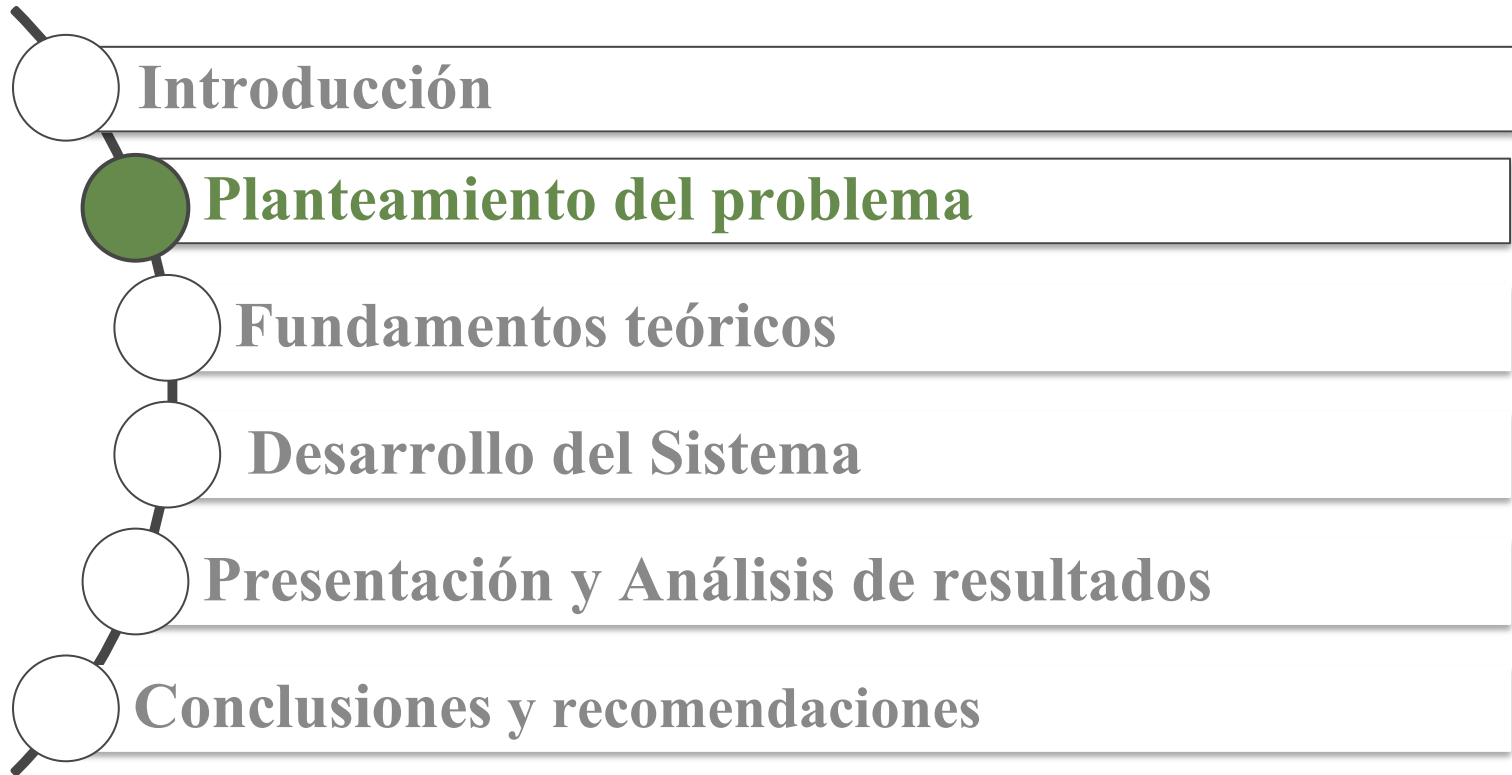 Introducción
Planteamiento del problema
Fundamentos teóricos
Desarrollo del Sistema
Presentación y Análisis de resultados
Conclusiones y recomendaciones